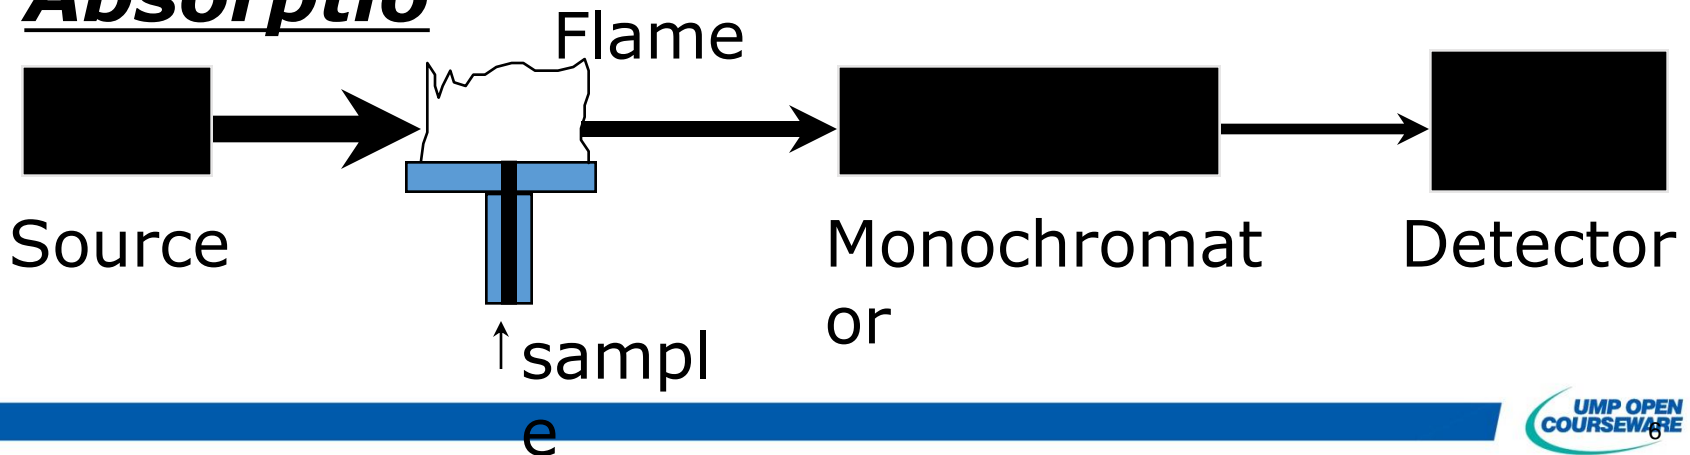 Absorptio
Flame
Source
Monochromat
or
Detector
sampl
e
UMP OPEN
COURSEWARE
6